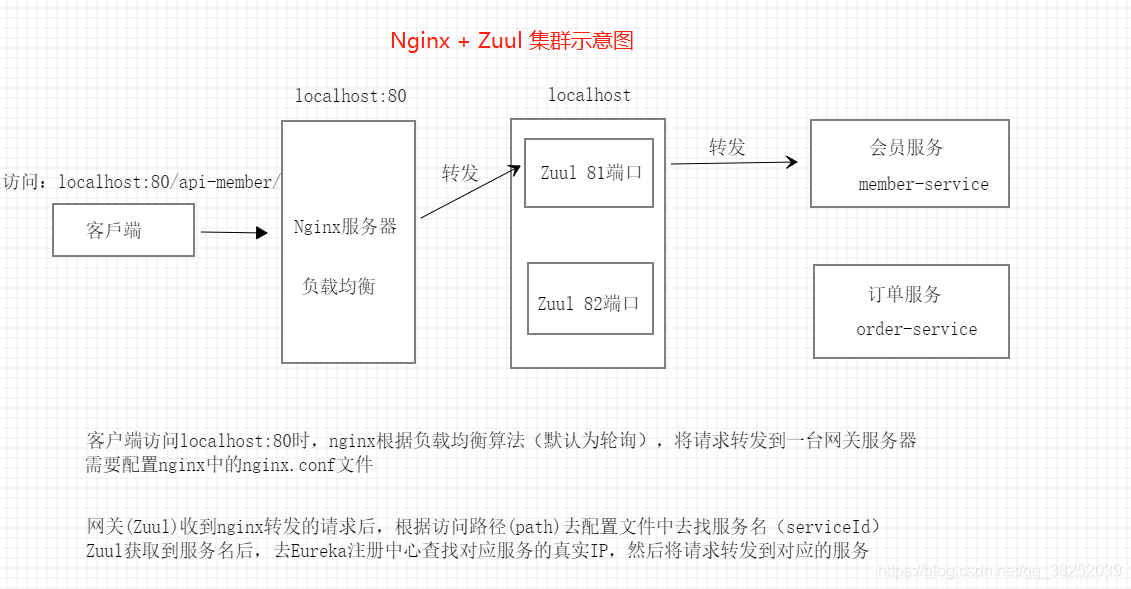 Nginx + Zuul 集群示意图
localhost:80
localhost
访问：localhost:80/api-member/
客戶端
Nginx服务器
负载均衡
转发
Zuul 81端口
Zuul 82端口
转发
会员服务
member-service
订单服务
order-service
客户端访问localhost:80时，nginx根据负载均衡算法（默认为轮询），将请求转发到一台网关服务器
需要配置nginx中的nginx.conf文件
网关(Zuul)收到nginx转发的请求后，根据访问路径(path)去配置文件中去找服务名（serviceId）
Zuul获取到服务名后，去Eureka注册中心查找对应服务的真实IP，然后将请求转发到对应的服务
https://blog.csdn.net/qq_38252039